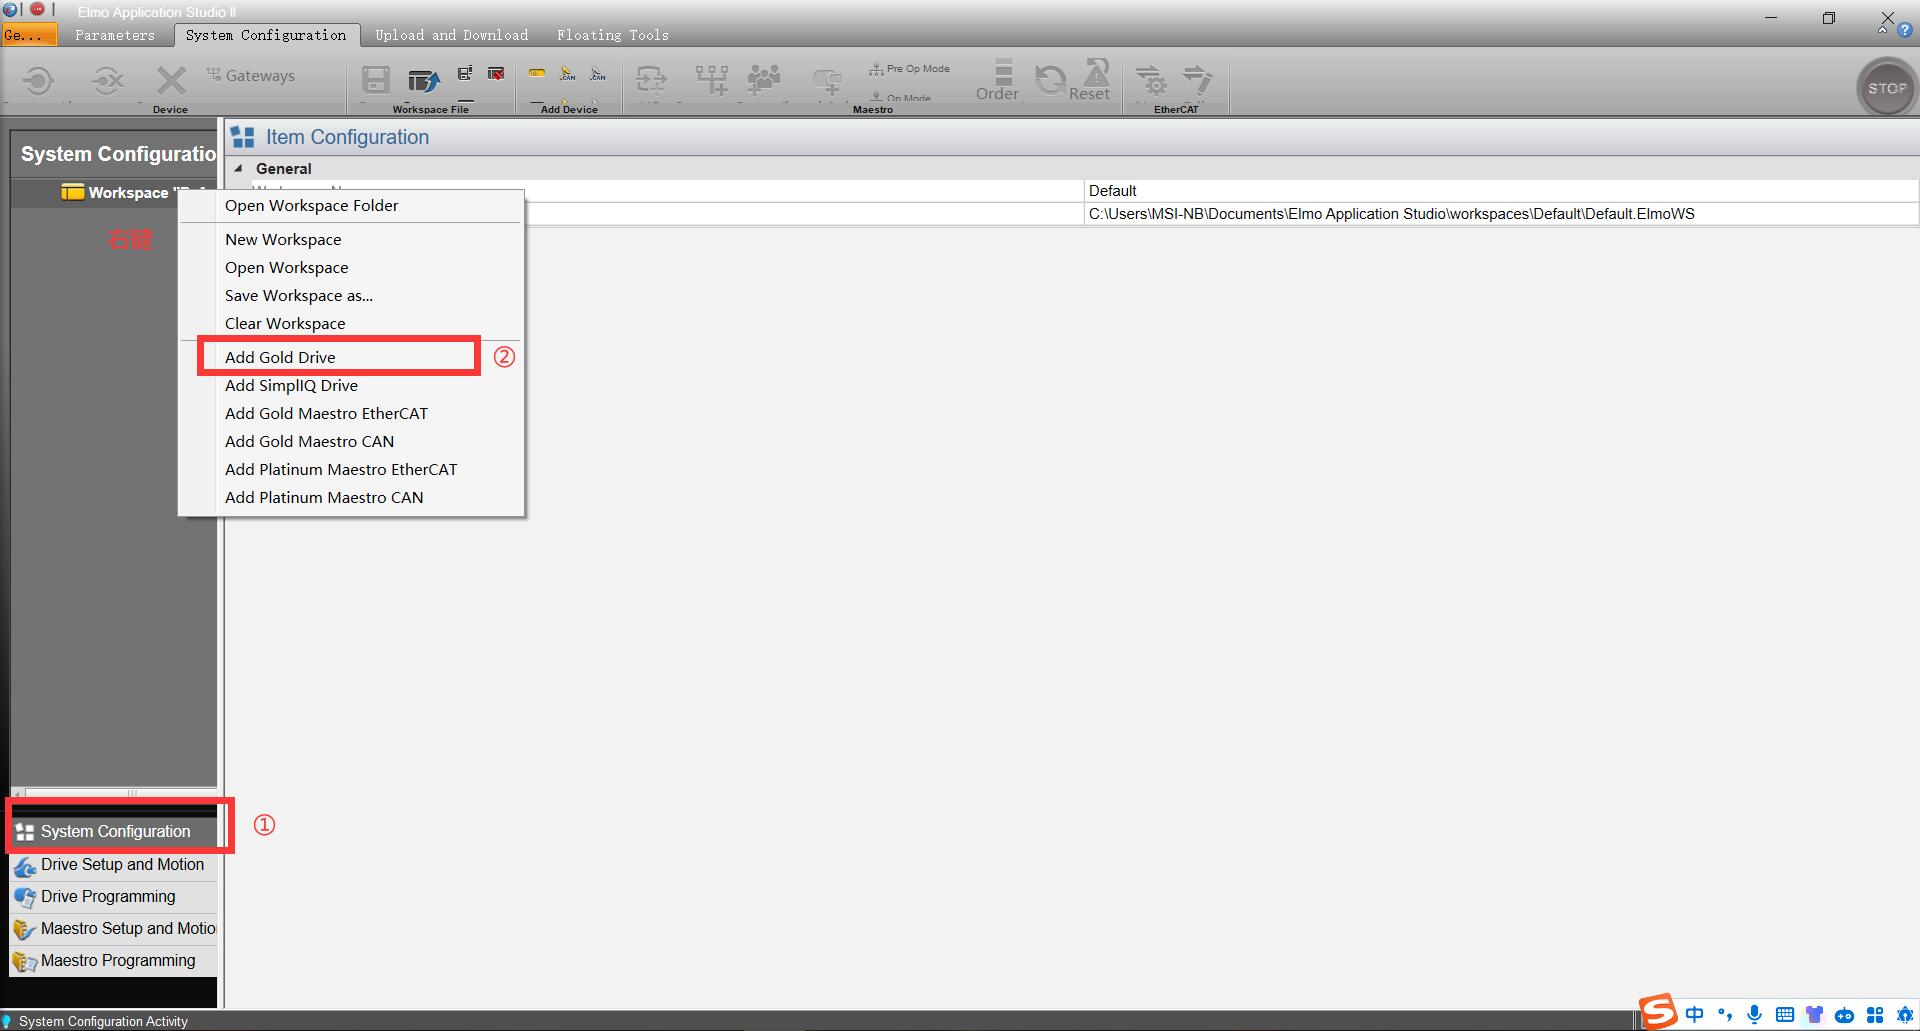 Elmo Application Studio II
Ge...
Parameters
System Configuration
Upload and Download
Floating Tools
Gateways
Pre Op Mode
Op Mode
Order
Reset
STOP
Device
Workspace File
Add Device
Maestro
EtherCAT
System Configuratio
Item Configuration
General
Workspace
Default
C:\Users\MSI-NB\Documents\Elmo Application Studio\workspaces\Default\Default.ElmoWS
右键
Open Workspace Folder
New Workspace
Open Workspace
Save Workspace as...
Clear Workspace
Add Gold Drive
②
Add SimplIQ Drive
Add Gold Maestro EtherCAT
Add Gold Maestro CAN
Add Platinum Maestro EtherCAT
Add Platinum Maestro CAN
System Configuration
①
Drive Setup and Motion
Drive Programming
Maestro Setup and Motio
Maestro Programming
System Configuration Activity
中